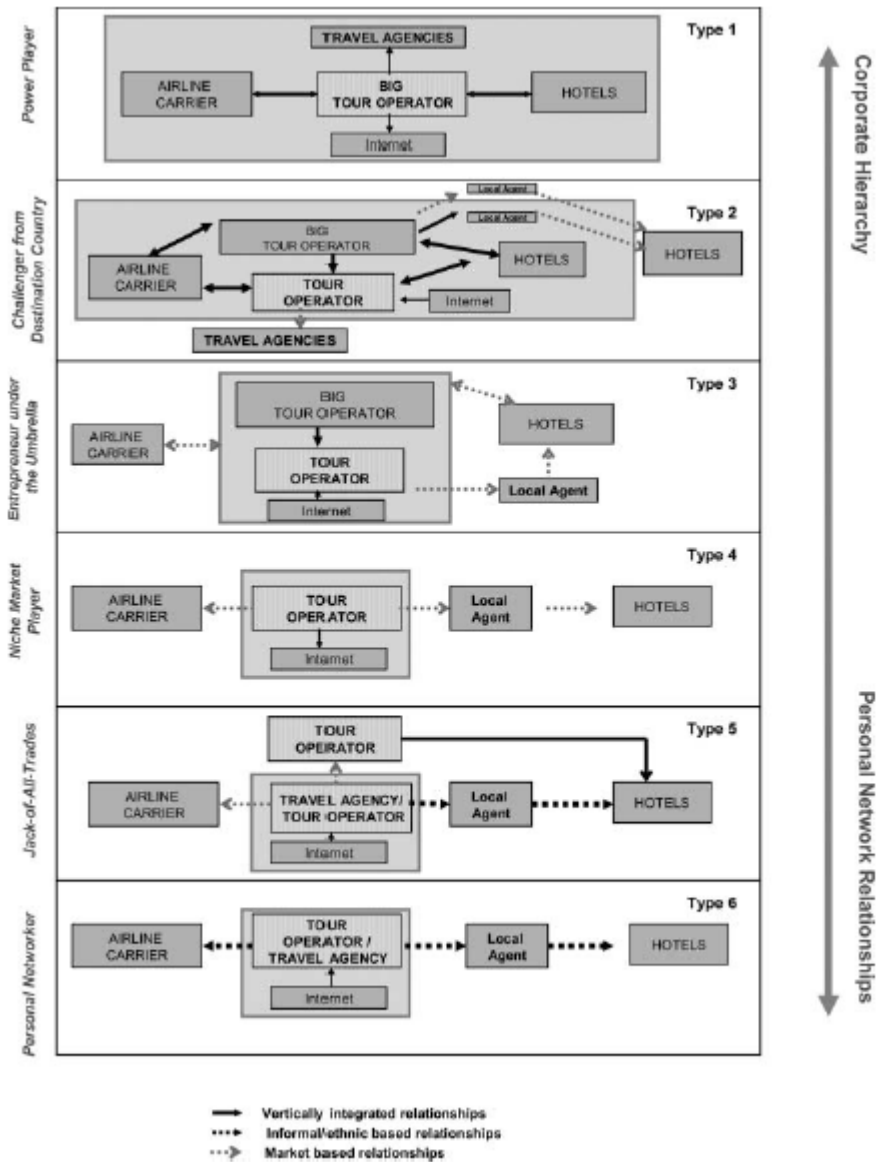 Power Player
Type 1
TRAVEL AGENCIES
AIRLINE
CARRIER
BIG
TOUR OPERATOR
HOTELS
Internet
Challenger from
Destination Country
Type 2
Local Agent
Local Agent
BIG
TOUR OPERATOR
HOTELS
HOTELS
AIRLINE
CARRIER
TOUR
OPERATOR
Internet
TRAVEL AGENCIES
Entrepreneur under
the Umbrella
Type 3
BIG
TOUR OPERATOR
AIRLINE
CARRIER
HOTELS
TOUR
OPERATOR
Internet
Local Agent
Niche Market
Player
Type 4
AIRLINE
CARRIER
TOUR
OPERATOR
Local
Agent
HOTELS
Internet
Jack-of-All-Trades
Type 5
TOUR
OPERATOR
AIRLINE
CARRIER
TRAVEL AGENCY/
TOUR OPERATOR
Local
Agent
HOTELS
Internet
Personal Networker
Type 6
AIRLINE
CARRIER
TOUR
OPERATOR /
TRAVEL AGENCY
Local
Agent
HOTELS
Internet
Corporate Hierarchy
Personal Network Relationships
Vertically integrated relationships
Informal/ethnic based relationships
Market based relationships